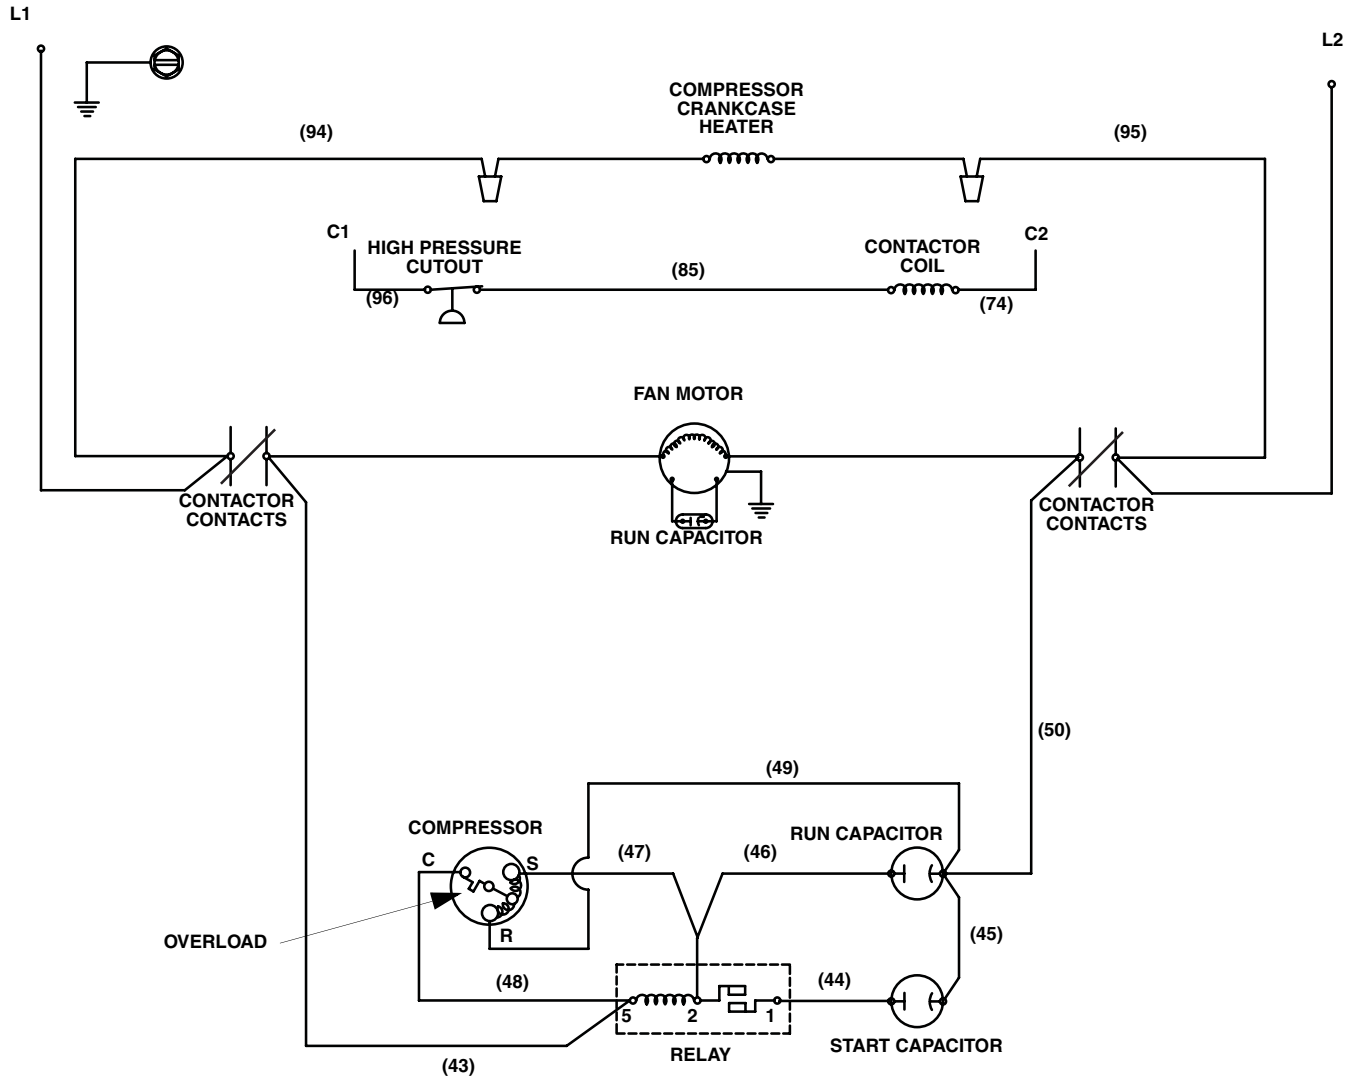 L1
L2
COMPRESSOR
CRANKCASE
HEATER
(94)
(95)
C1
HIGH PRESSURE
CUTOUT
(96)
(85)
CONTACTOR
COIL
C2
(74)
FAN MOTOR
CONTACTOR
CONTACTS
RUN CAPACITOR
CONTACTOR
CONTACTS
(50)
(49)
COMPRESSOR
RUN CAPACITOR
C
S
(47)
(46)
OVERLOAD
R
(45)
(48)
(44)
5
2
1
RELAY
START CAPACITOR
(43)